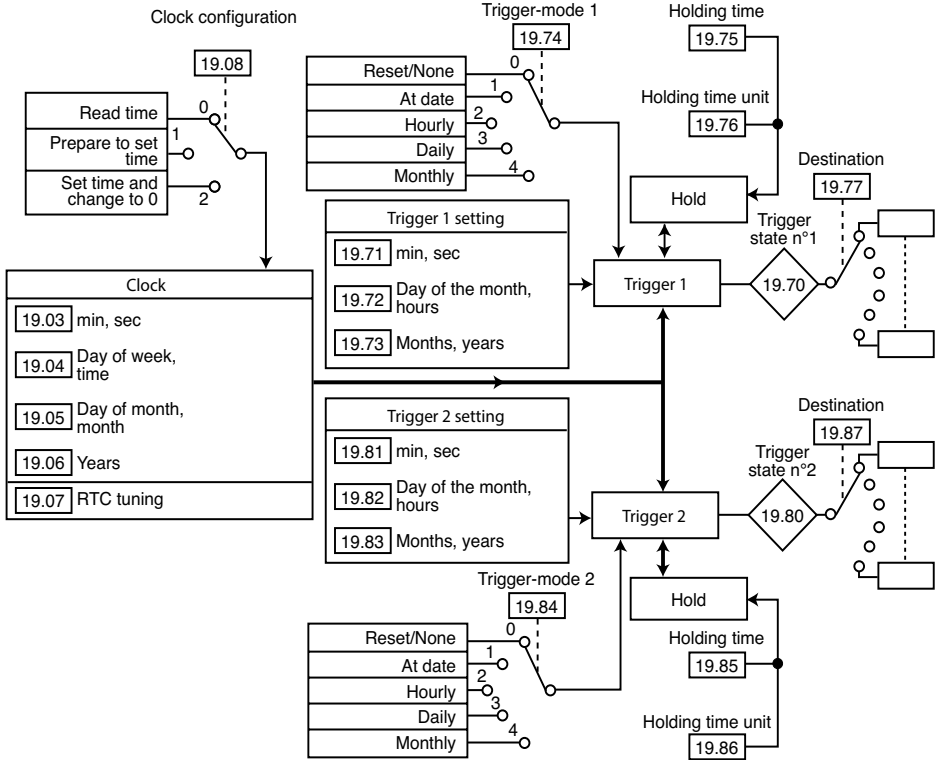 Clock configuration
19.08
Read time
0
Prepare to set
time
1
Set time and
change to 0
2
Trigger-mode 1
19.74
Reset/None
0
At date
1
Hourly
2
Daily
3
Monthly
4
Holding time
19.75
Holding time unit
19.76
Hold
Clock
19.03 min, sec
19.04 Day of week,
time
19.05 Day of month,
month
19.06 Years
19.07 RTC tuning
Trigger 1 setting
19.71 min, sec
19.72 Day of the month,
hours
19.73 Months, years
Trigger 1
Trigger
state n°1
19.70
Destination
19.77
Trigger 2 setting
19.81 min, sec
19.82 Day of the month,
hours
19.83 Months, years
Trigger 2
Trigger
state n°2
19.80
Destination
19.87
Trigger-mode 2
19.84
Reset/None
0
At date
1
Hourly
2
Daily
3
Monthly
4
Hold
Holding time
19.85
Holding time unit
19.86